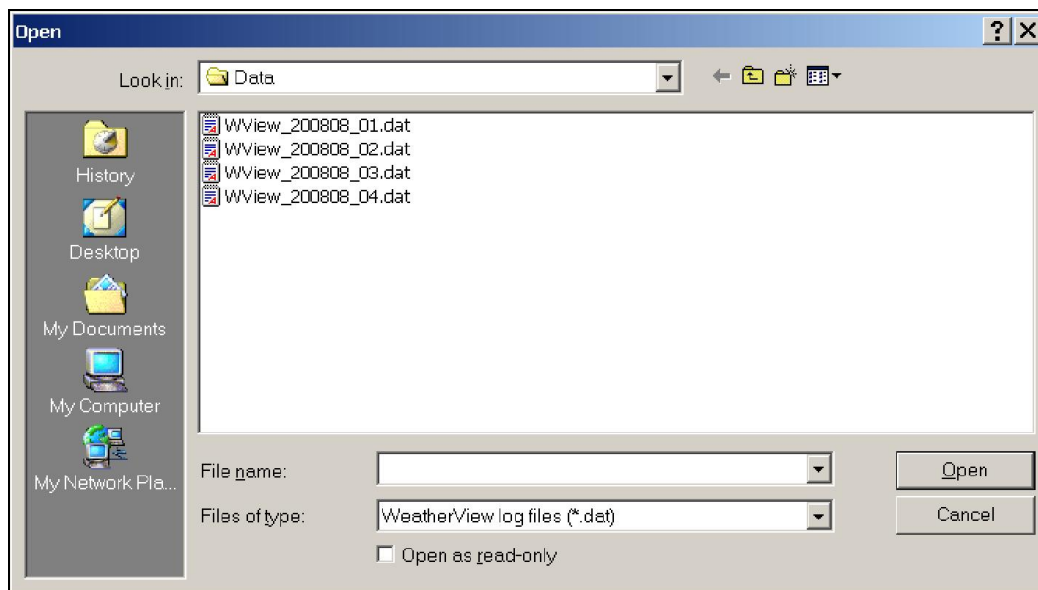 Open
Look in: Data
WView_200808_01.dat
WView_200808_02.dat
WView_200808_03.dat
WView_200808_04.dat
History
Desktop
My Documents
My Computer
My Network Pla...
File name:
Open
Files of type: WeatherView log files (*.dat)
Cancel
Open as read-only